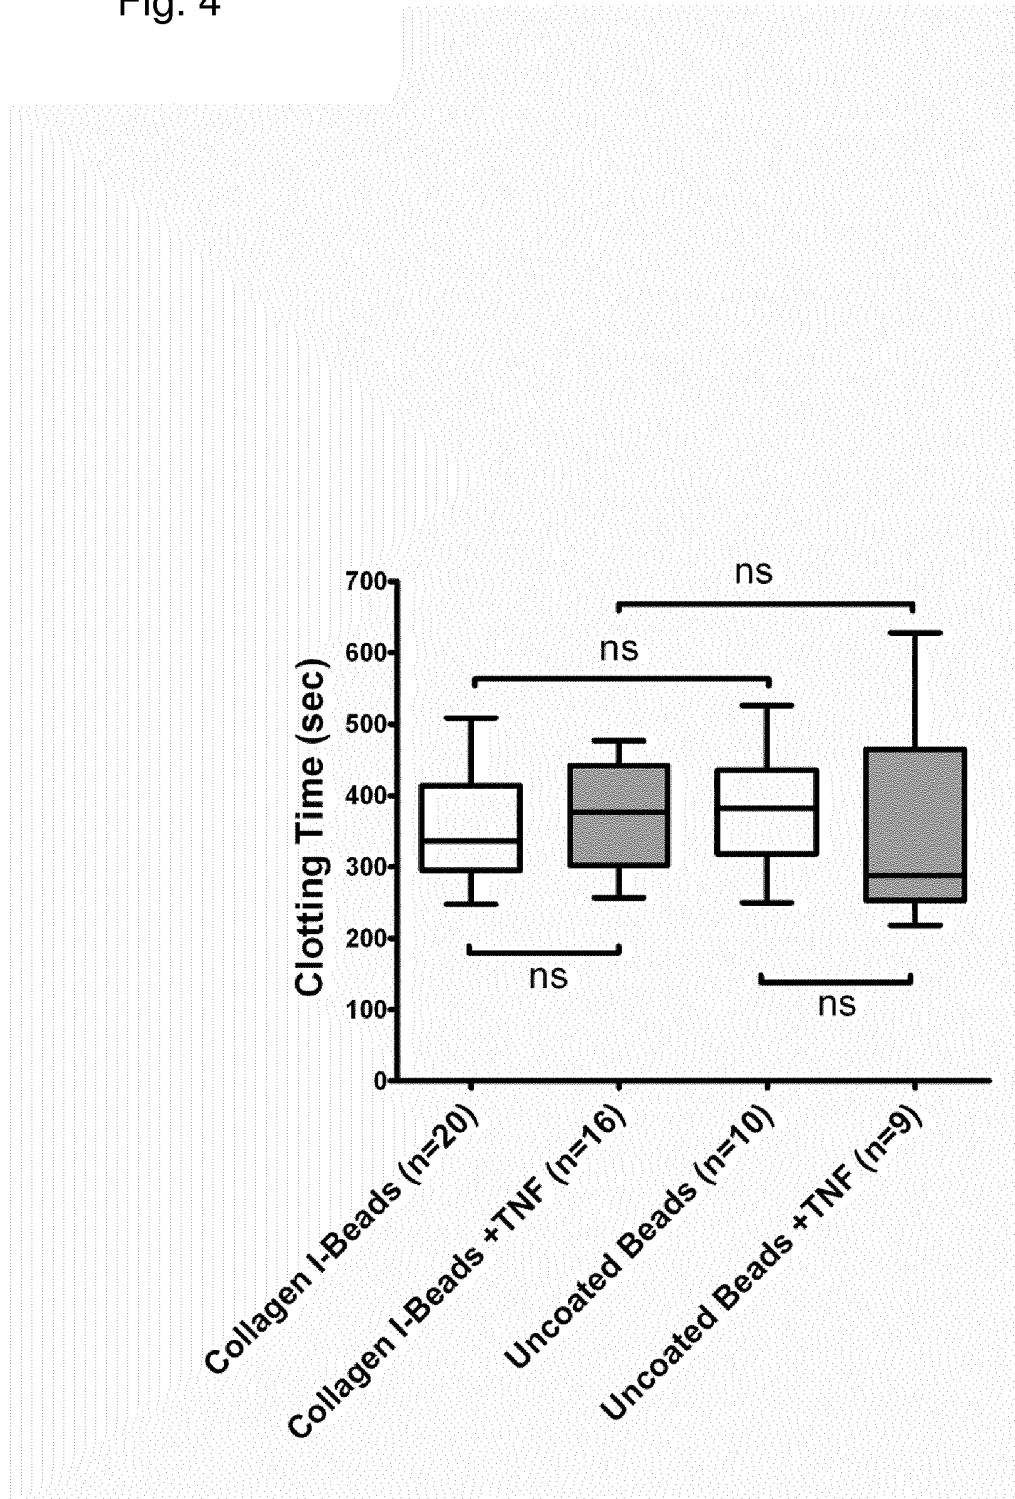 Fig. 4
ns
700
ns
600
500
400
300
200
100
0
Clotting Time (sec)
ns
ns
Collagen I-Beads (n=20)
Collagen I-Beads +TNF (n=16)
Uncoated Beads (n=10)
Uncoated Beads +TNF (n=9)